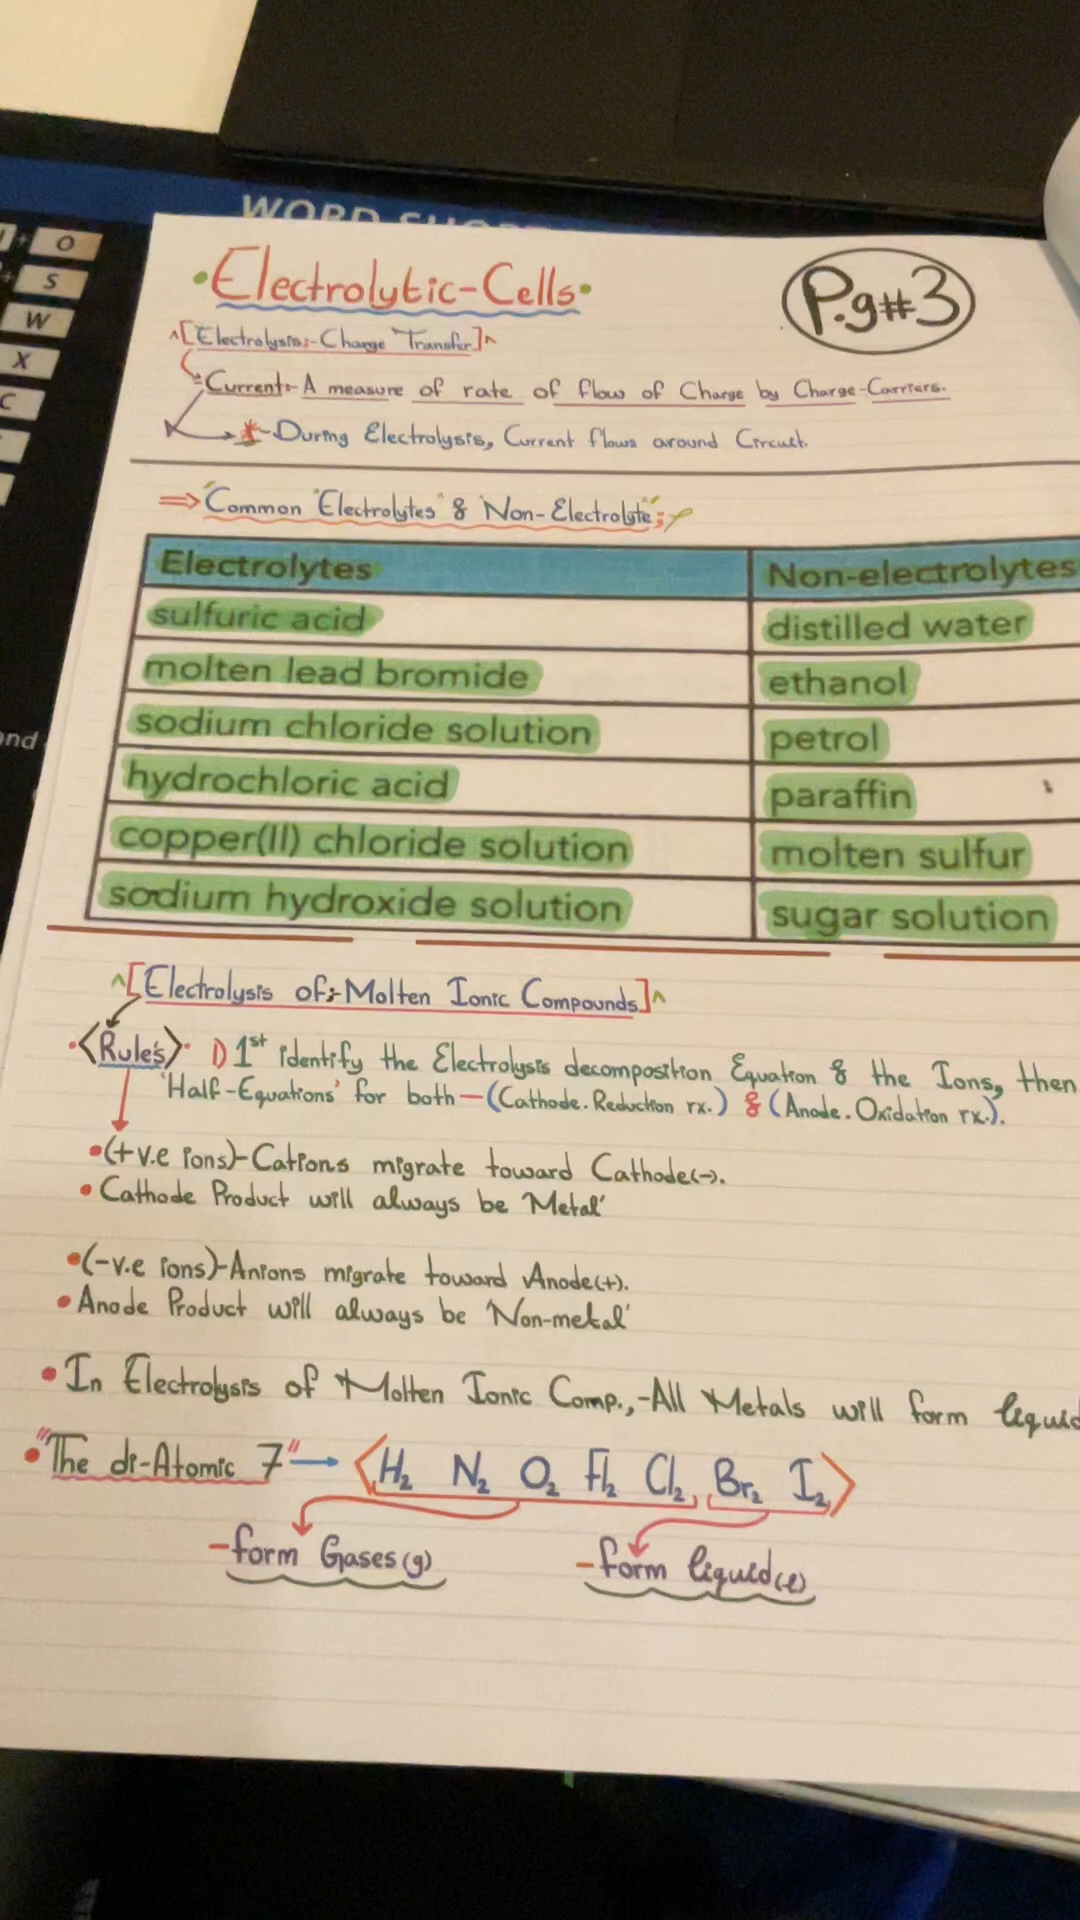 WORD
O
S
W
X
C
nd
•Electrolytic-Cells•
P.g#3
^[Electrolysis:-Charge Transfer]^
Current:-A measure of rate of flow of Charge by Charge-Carriers.
*-During Electrolysis, Current flows around Circuit.
⇒"Common 'Electrolytes' & 'Non-Electrolyte';"
Electrolytes Non-electrolytes
sulfuric acid distilled water
molten lead bromide ethanol
sodium chloride solution petrol
hydrochloric acid paraffin
copper(II) chloride solution molten sulfur
sodium hydroxide solution sugar solution
^[Electrolysis of:-Molten Ionic Compounds]^
•<Rule's>• 1) 1st identify the Electrolysis decomposition Equation & the Ions, then
'Half-Equations' for both-(Cathode.Reduction rx.) & (Anode.Oxidation rx.).
•(+v.e ions)-Cations migrate toward Cathode(-).
•Cathode Product will always be 'Metal'
•(-v.e ions)-Anions migrate toward Anode(+).
•Anode Product will always be 'Non-metal'
•In Electrolysis of Molten Ionic Comp.,-All Metals will form liquid
•"The di-Atomic 7"→<H2 N2 O2 Fl2 Cl2, Br2 I2>
-form Gases(g) -form liquid(l)